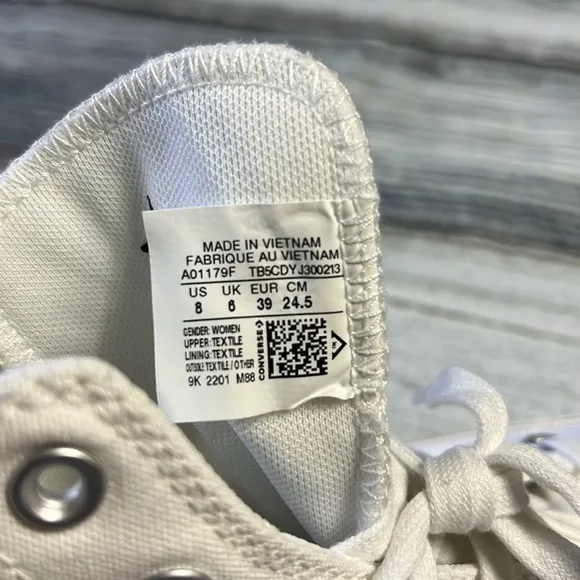 MADE IN VIETNAM
FABRIQUE AU VIETNAM
A01179F TB5CDYJ300213
US UK EUR CM
8 6 39 24.5
GENDER: WOMEN
UPPER: TEXTILE
LINING: TEXTILE
OUTSOLE: TEXTILE / OTHER
9K 2201 M88
CONVERSE